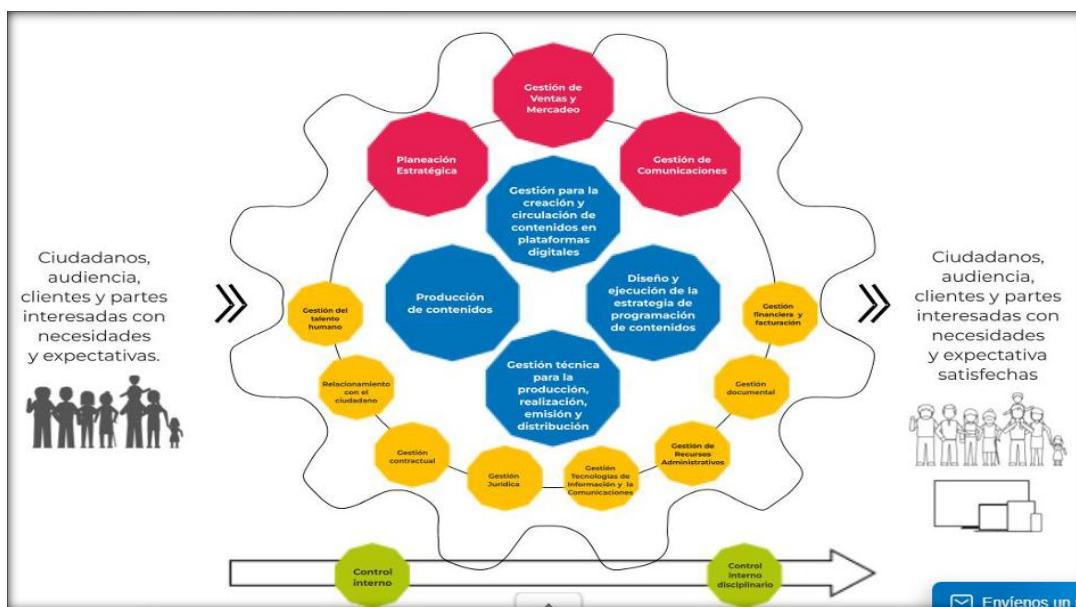 Gestión de
Ventas y
Mercadeo
Planeación
Estratégica
Gestión de
Comunicaciones
Gestión para la
creación y
circulación de
contenidos en
plataformas
digitales
Ciudadanos,
audiencia,
clientes y partes
interesadas con
necesidades
y expectativas.
Producción
de contenidos
Diseño y
ejecución de la
estrategia de
programación
de contenidos
Gestión del
talento
humano
Gestión
financiera y
facturación
Ciudadanos,
audiencia,
clientes y partes
interesadas con
necesidades
y expectativa
satisfechas
Gestión técnica
para la
producción,
realización,
emisión y
distribución
Relacionamiento
con el
ciudadano
Gestión
documental
Gestión
contractual
Gestión
Jurídica
Gestión
Tecnologías de
Información y la
Comunicaciones
Gestión de
Recursos
Administrativos
Control
interno
Control
interno
disciplinario
Envíenos un